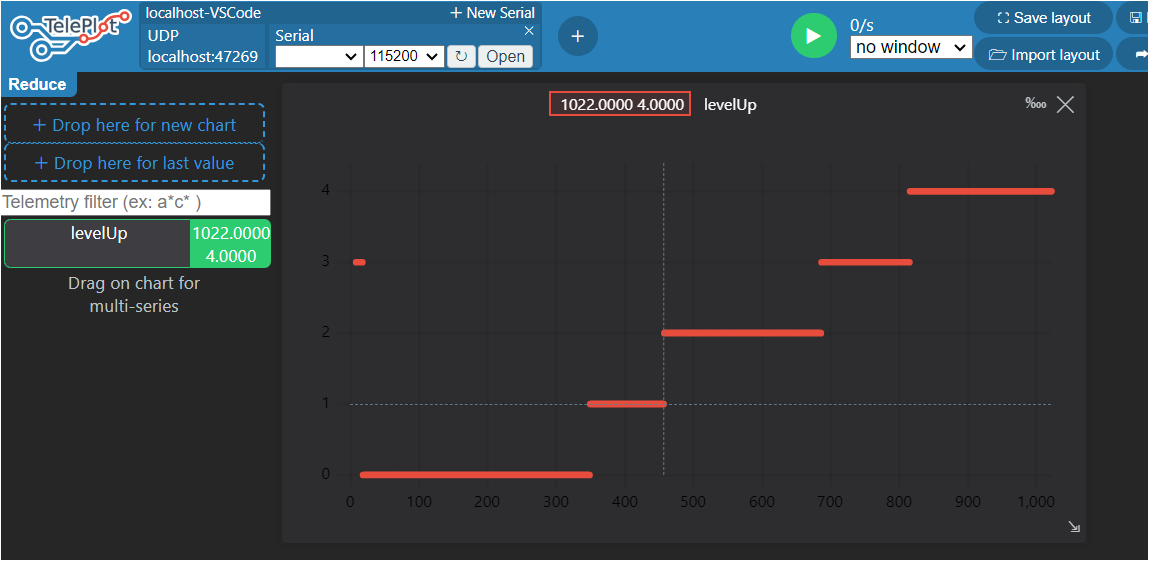 TelePlot
localhost-VSCode
+ New Serial
UDP
localhost:47269
Serial
115200
Open
+
0/s
no window
Save layout
Import layout
Reduce
+ Drop here for new chart
+ Drop here for last value
Telemetry filter (ex: a*c* )
levelUp
1022.0000
4.0000
Drag on chart for
multi-series
1022.0000 4.0000 levelUp
4
3
2
1
0
0 100 200 300 400 500 600 700 800 900 1,000